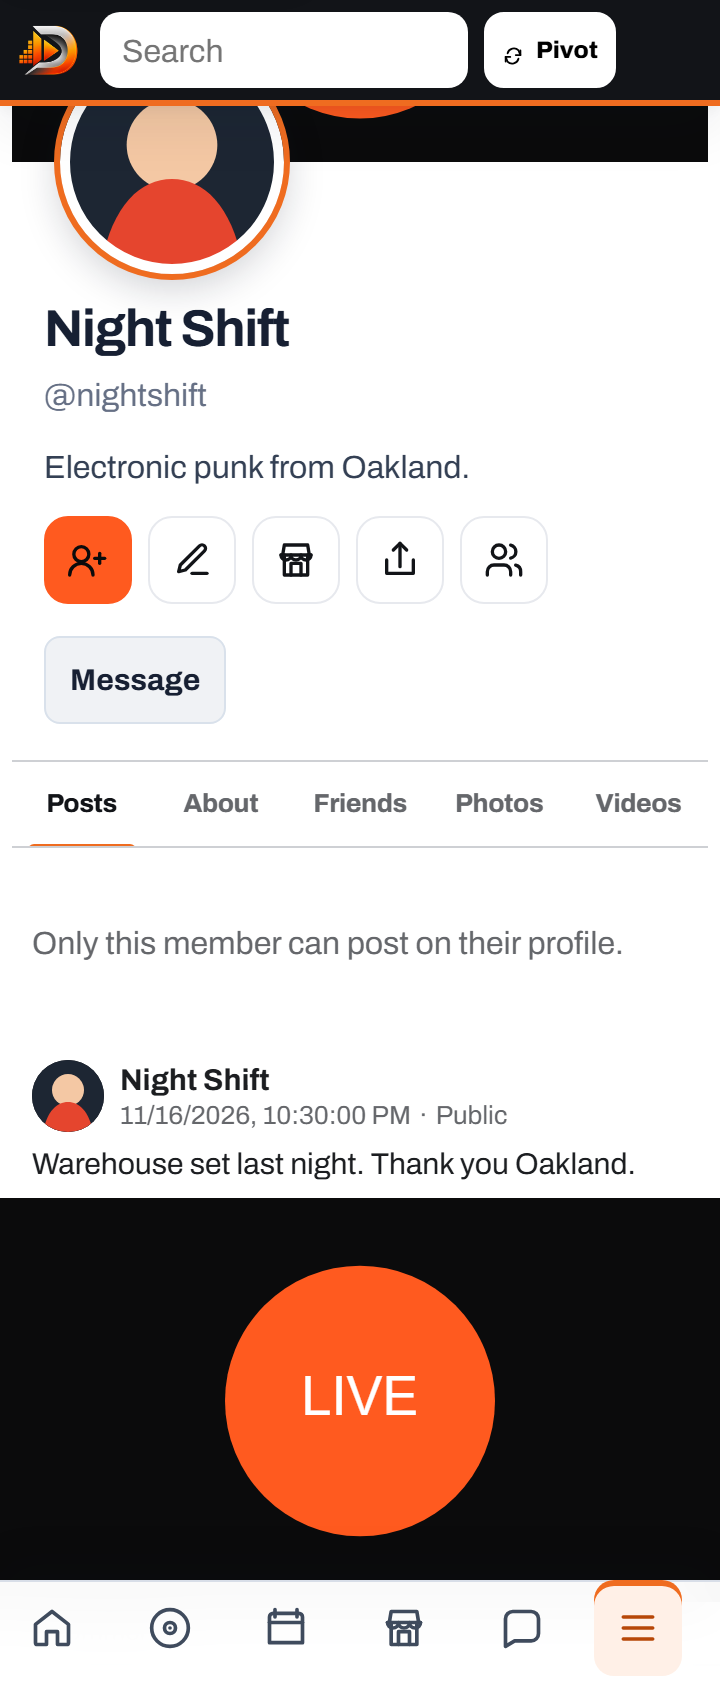 Search
Pivot
Night Shift
@nightshift
Electronic punk from Oakland.
Message
Posts About Friends Photos Videos
Only this member can post on their profile.
Night Shift
11/16/2026, 10:30:00 PM · Public
Warehouse set last night. Thank you Oakland.
LIVE